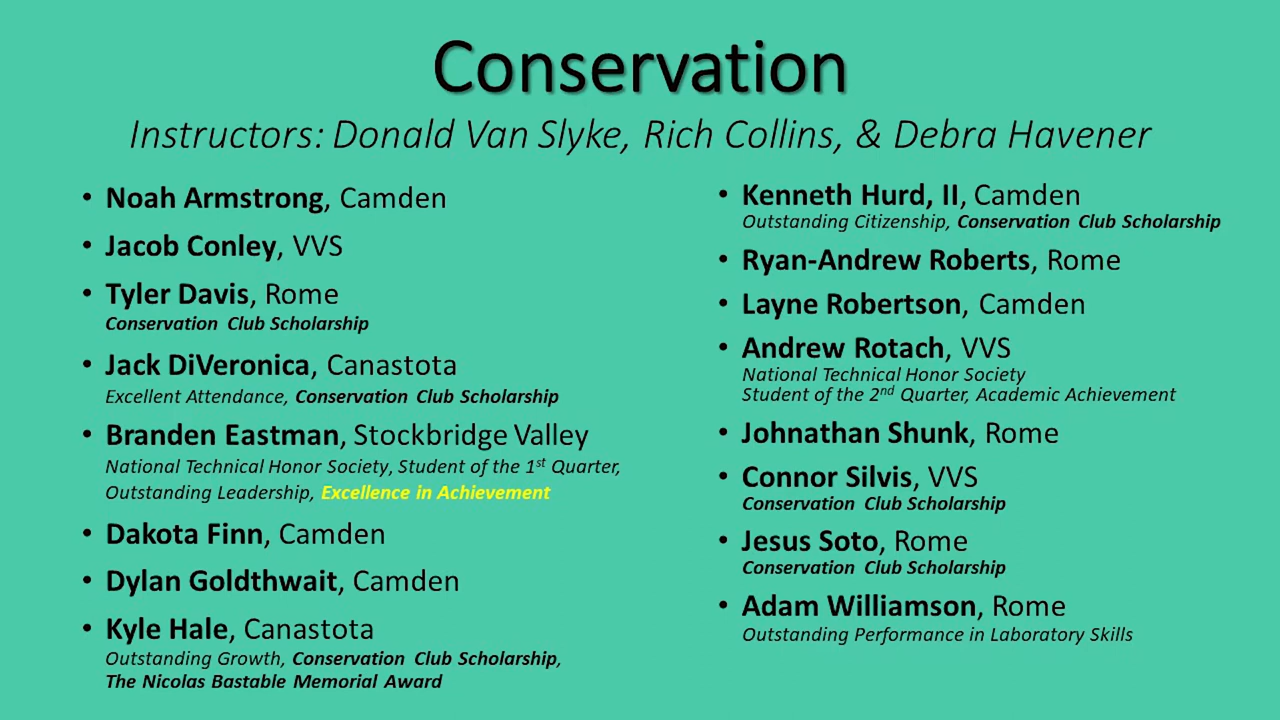 Conservation
Instructors: Donald Van Slyke, Rich Collins, & Debra Havener
• Noah Armstrong, Camden
• Jacob Conley, VVS
• Tyler Davis, Rome
Conservation Club Scholarship
• Jack DiVeronica, Canastota
Excellent Attendance, Conservation Club Scholarship
• Branden Eastman, Stockbridge Valley
National Technical Honor Society, Student of the 1st Quarter,
Outstanding Leadership, Excellence in Achievement
• Dakota Finn, Camden
• Dylan Goldthwait, Camden
• Kyle Hale, Canastota
Outstanding Growth, Conservation Club Scholarship,
The Nicolas Bastable Memorial Award
• Kenneth Hurd, II, Camden
Outstanding Citizenship, Conservation Club Scholarship
• Ryan-Andrew Roberts, Rome
• Layne Robertson, Camden
• Andrew Rotach, VVS
National Technical Honor Society
Student of the 2nd Quarter, Academic Achievement
• Johnathan Shunk, Rome
• Connor Silvis, VVS
Conservation Club Scholarship
• Jesus Soto, Rome
Conservation Club Scholarship
• Adam Williamson, Rome
Outstanding Performance in Laboratory Skills